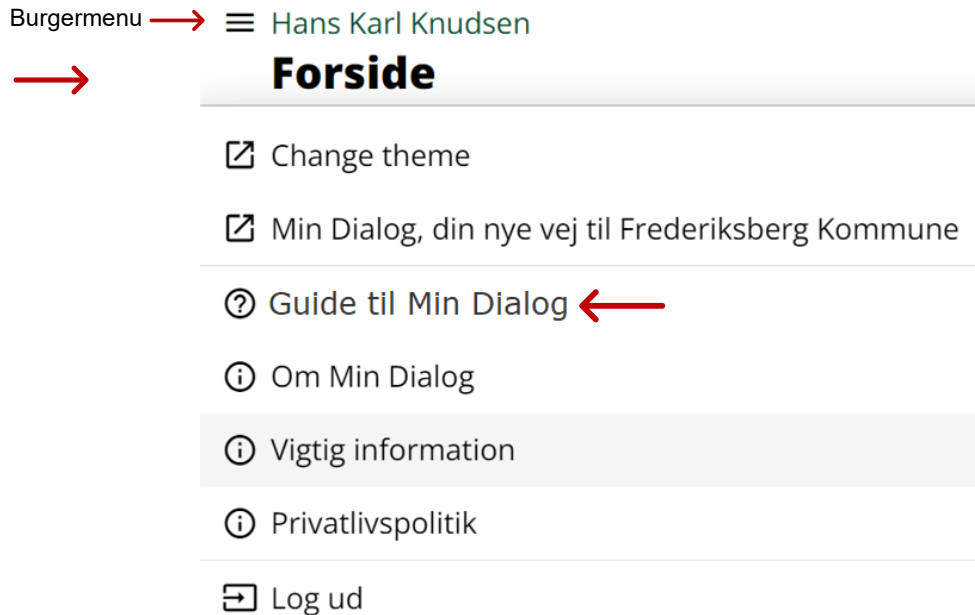 Burgermenu
Hans Karl Knudsen
Forside
Change theme
Min Dialog, din nye vej til Frederiksberg Kommune
Guide til Min Dialog
Om Min Dialog
Vigtig information
Privatlivspolitik
Log ud